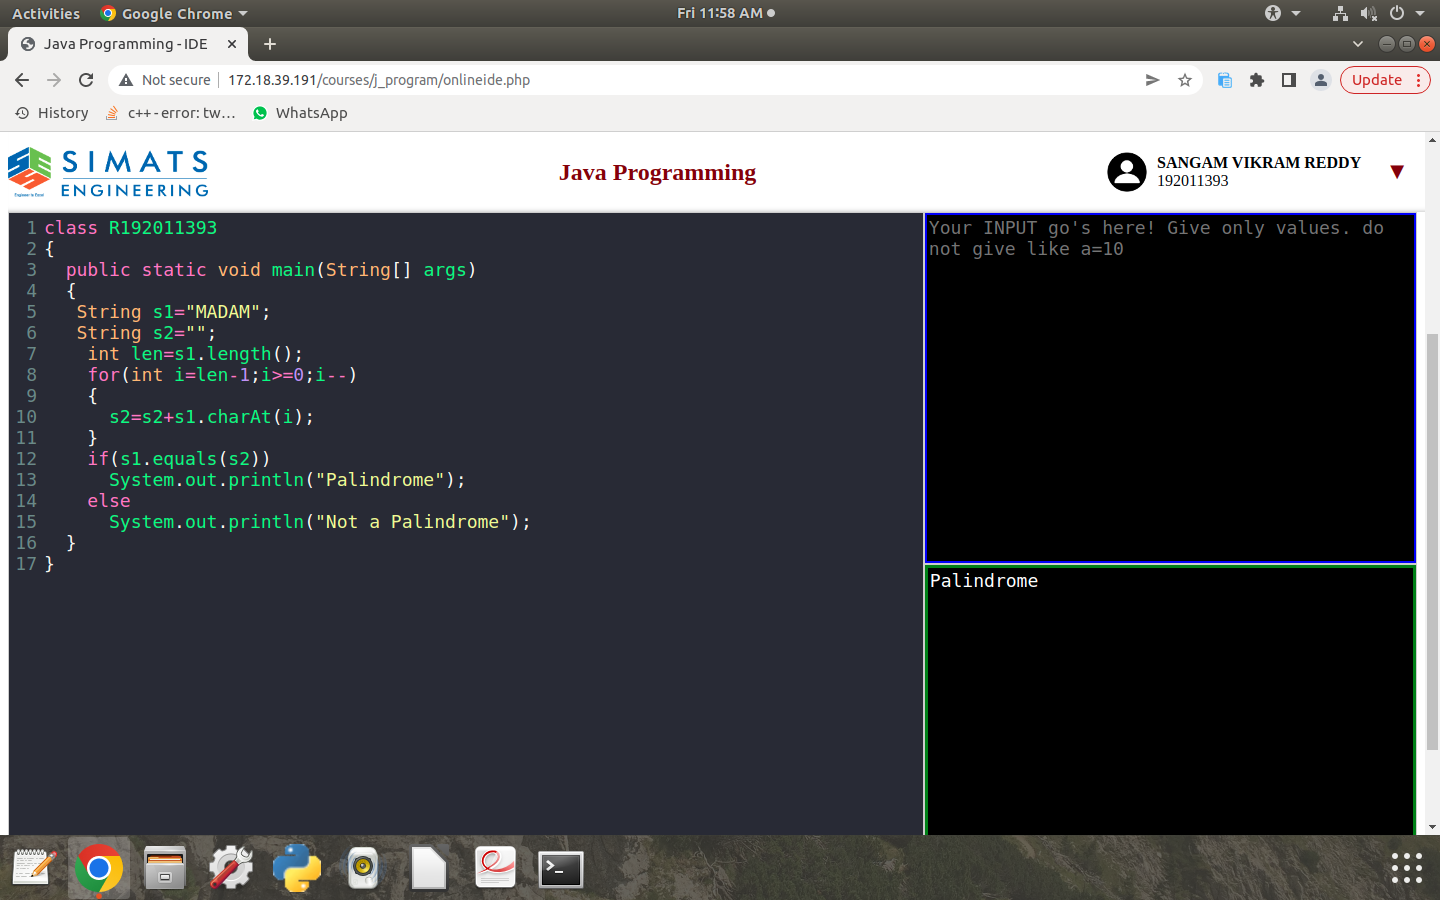 Activities Google Chrome Fri 11:58 AM
Java Programming - IDE
Not secure 172.18.39.191/courses/j_program/onlineide.php Update
History c++ - error: tw... WhatsApp
SIMATS
ENGINEERING
Engineer to Excel
Java Programming
SANGAM VIKRAM REDDY
192011393
1 class R192011393
2 {
3 public static void main(String[] args)
4 {
5 String s1="MADAM";
6 String s2="";
7 int len=s1.length();
8 for(int i=len-1;i>=0;i--)
9 {
10 s2=s2+s1.charAt(i);
11 }
12 if(s1.equals(s2))
13 System.out.println("Palindrome");
14 else
15 System.out.println("Not a Palindrome");
16 }
17 }
Your INPUT go's here! Give only values. do
not give like a=10
Palindrome